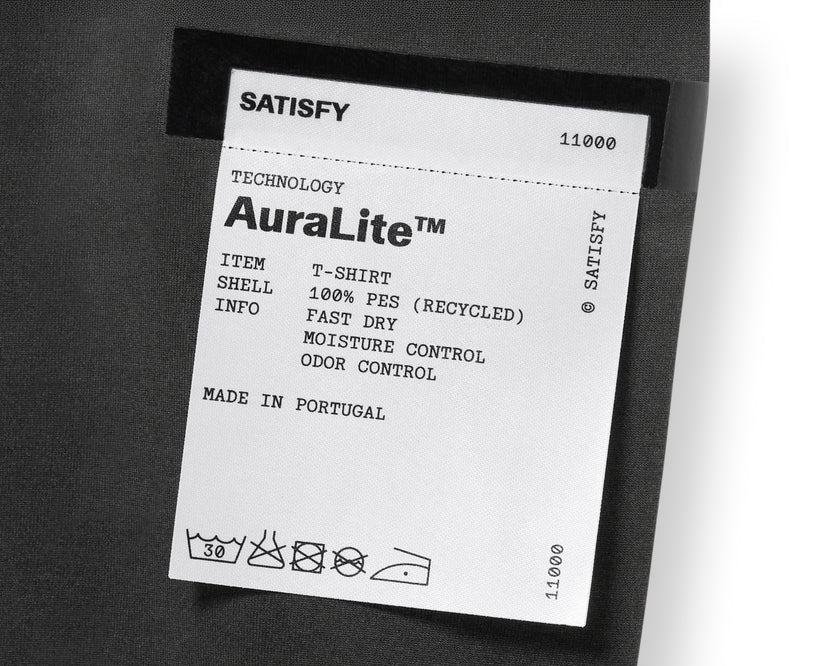 SATISFY
11000
TECHNOLOGY
AuraLite™
ITEM T-SHIRT
SHELL 100% PES (RECYCLED)
INFO FAST DRY
MOISTURE CONTROL
ODOR CONTROL
MADE IN PORTUGAL
© SATISFY
30
11000